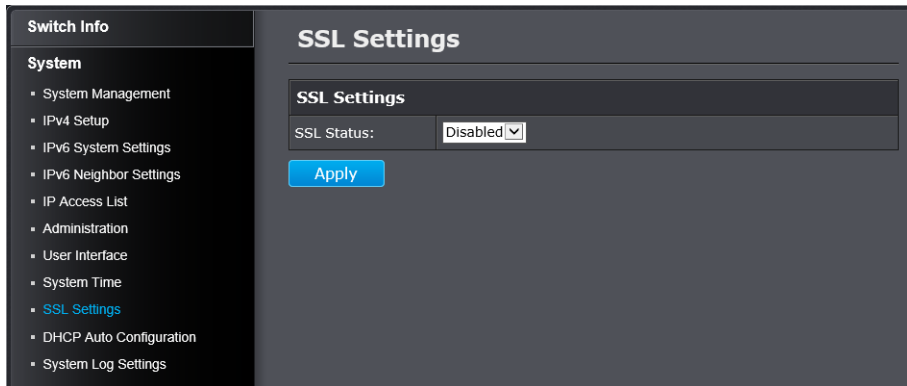 Switch Info
System
System Management
IPv4 Setup
IPv6 System Settings
IPv6 Neighbor Settings
IP Access List
Administration
User Interface
System Time
SSL Settings
DHCP Auto Configuration
System Log Settings
SSL Settings
SSL Settings
SSL Status: Disabled
Apply